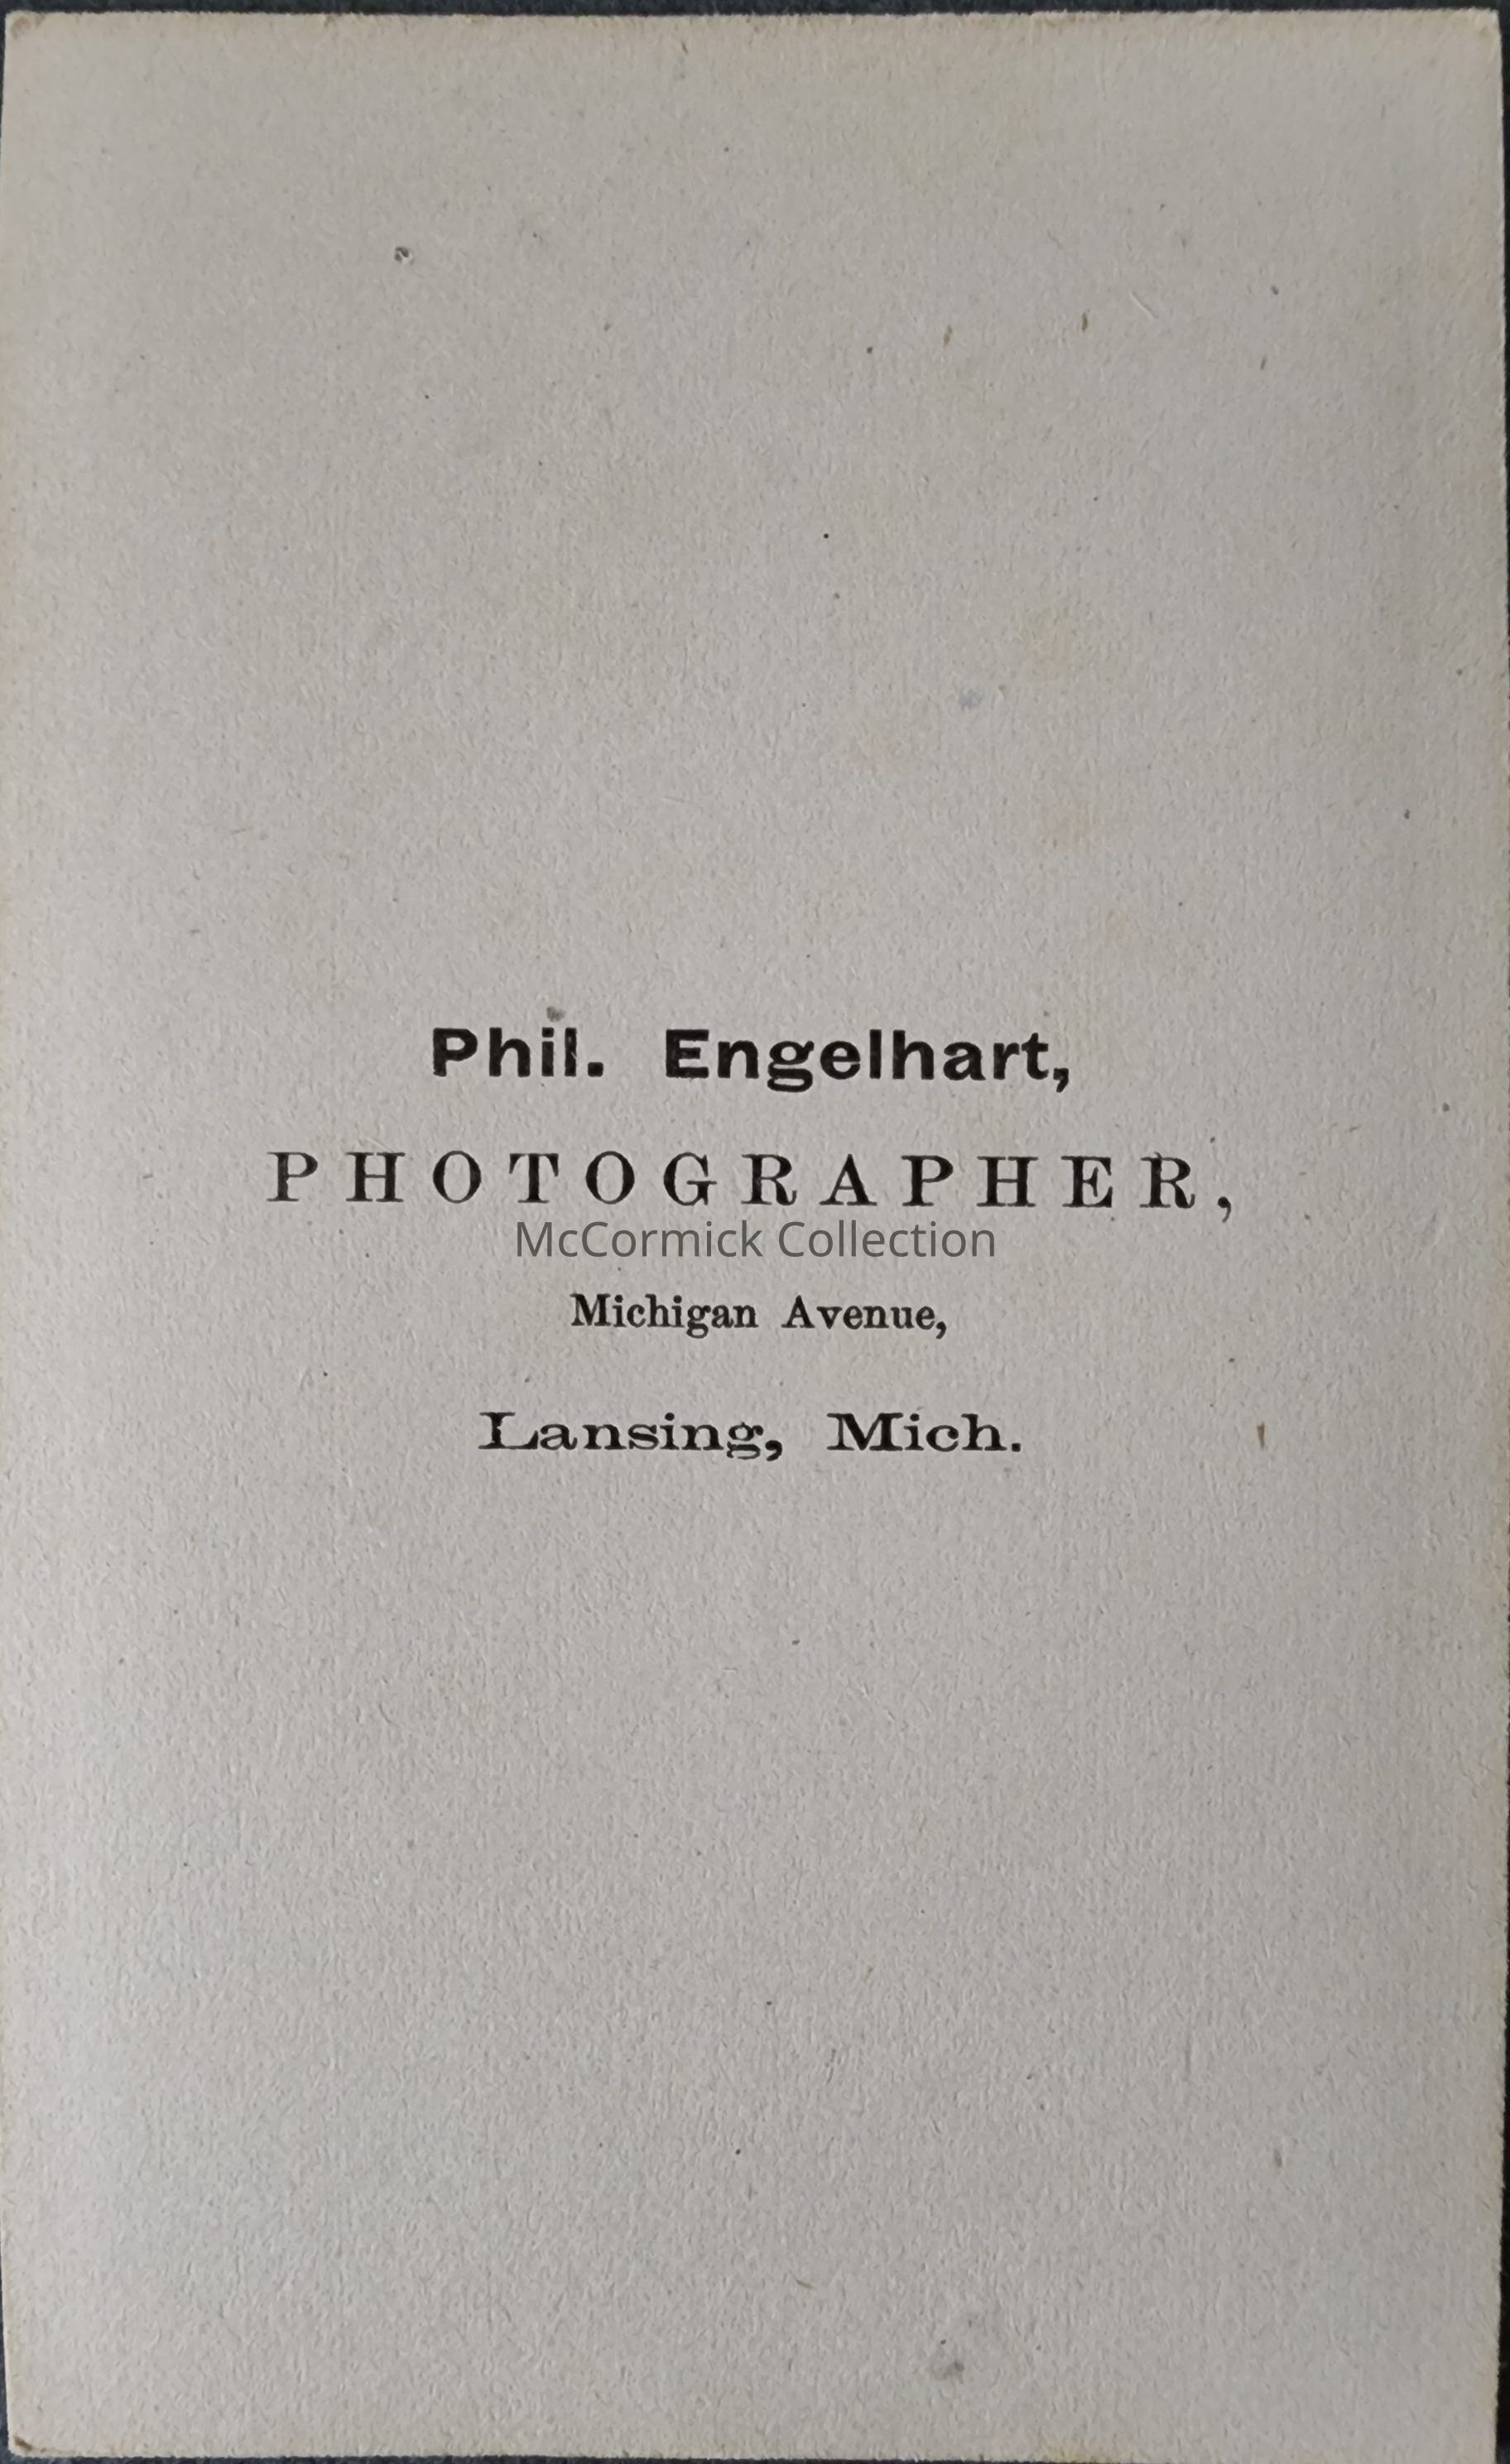 Phil. Engelhart,
PHOTOGRAPHER,
McCormick Collection
Michigan Avenue,
Lansing, Mich.